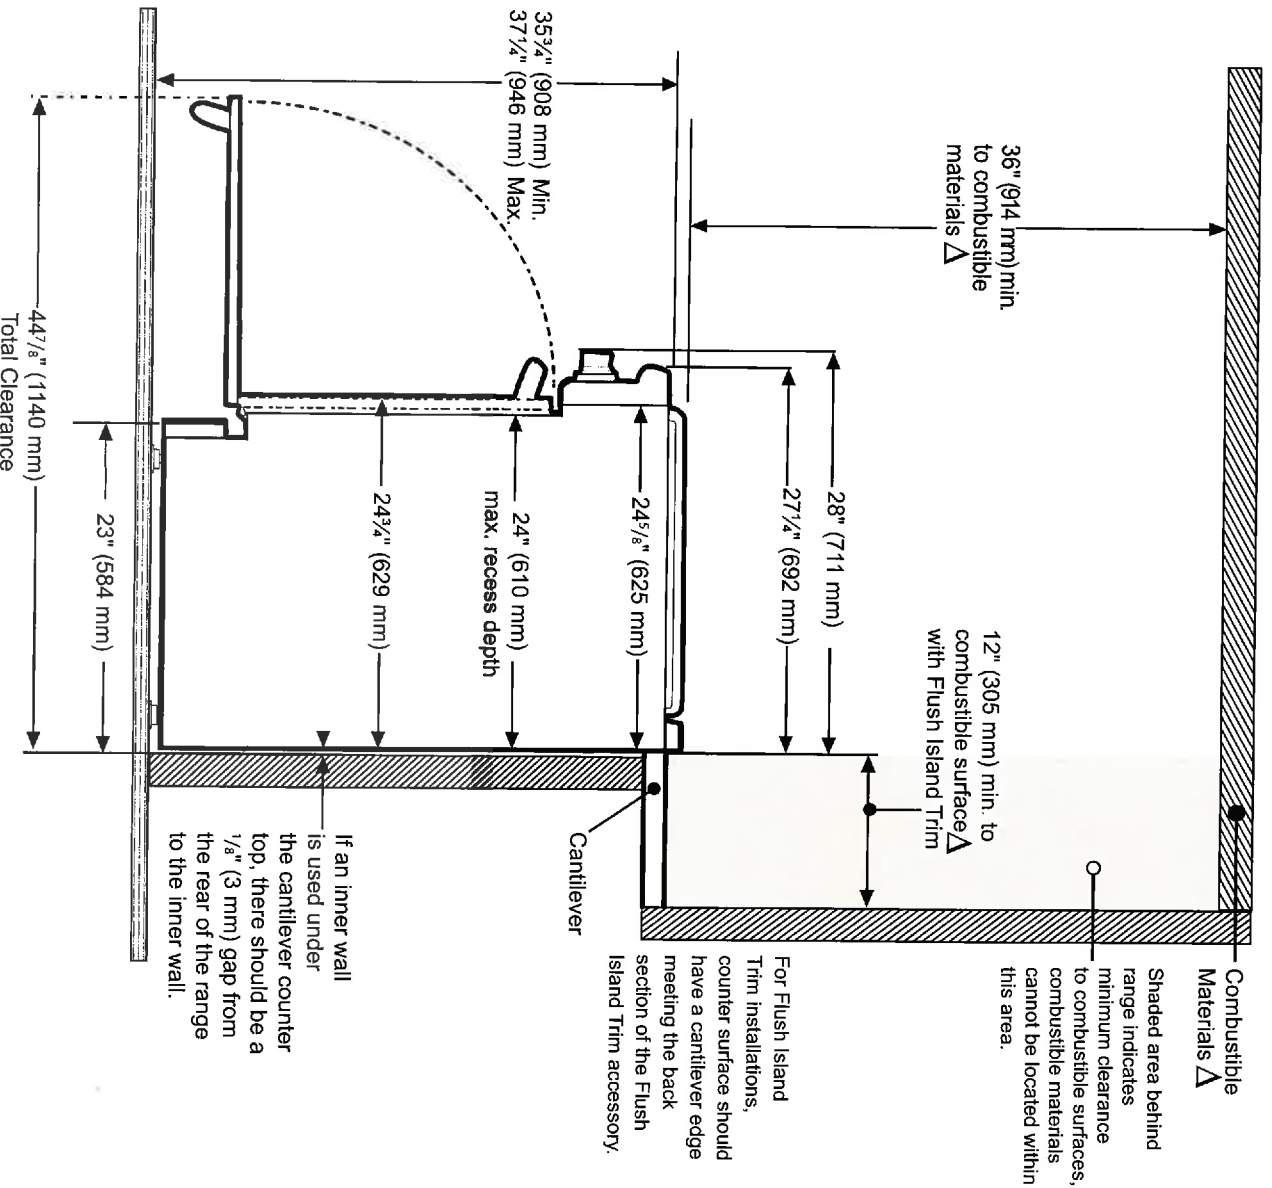 36" (914 mm) min.
to combustible
materials Δ
Combustible
Materials Δ
Shaded area behind
range indicates
minimum clearance
to combustible surfaces,
combustible materials
cannot be located within
this area.
12" (305 mm) min. to
combustible surface Δ
with Flush Island Trim
28" (711 mm)
27¼" (692 mm)
35¾" (908 mm) Min.
37¼" (946 mm) Max.
24⅝" (625 mm)
24" (610 mm)
max. recess depth
24¾" (629 mm)
23" (584 mm)
44⅞" (1140 mm)
Total Clearance
Cantilever
For Flush Island
Trim installations,
counter surface should
have a cantilever edge
meeting the back
section of the Flush
Island Trim accessory.
If an inner wall
is used under
the cantilever counter
top, there should be a
⅛" (3 mm) gap from
the rear of the range
to the inner wall.